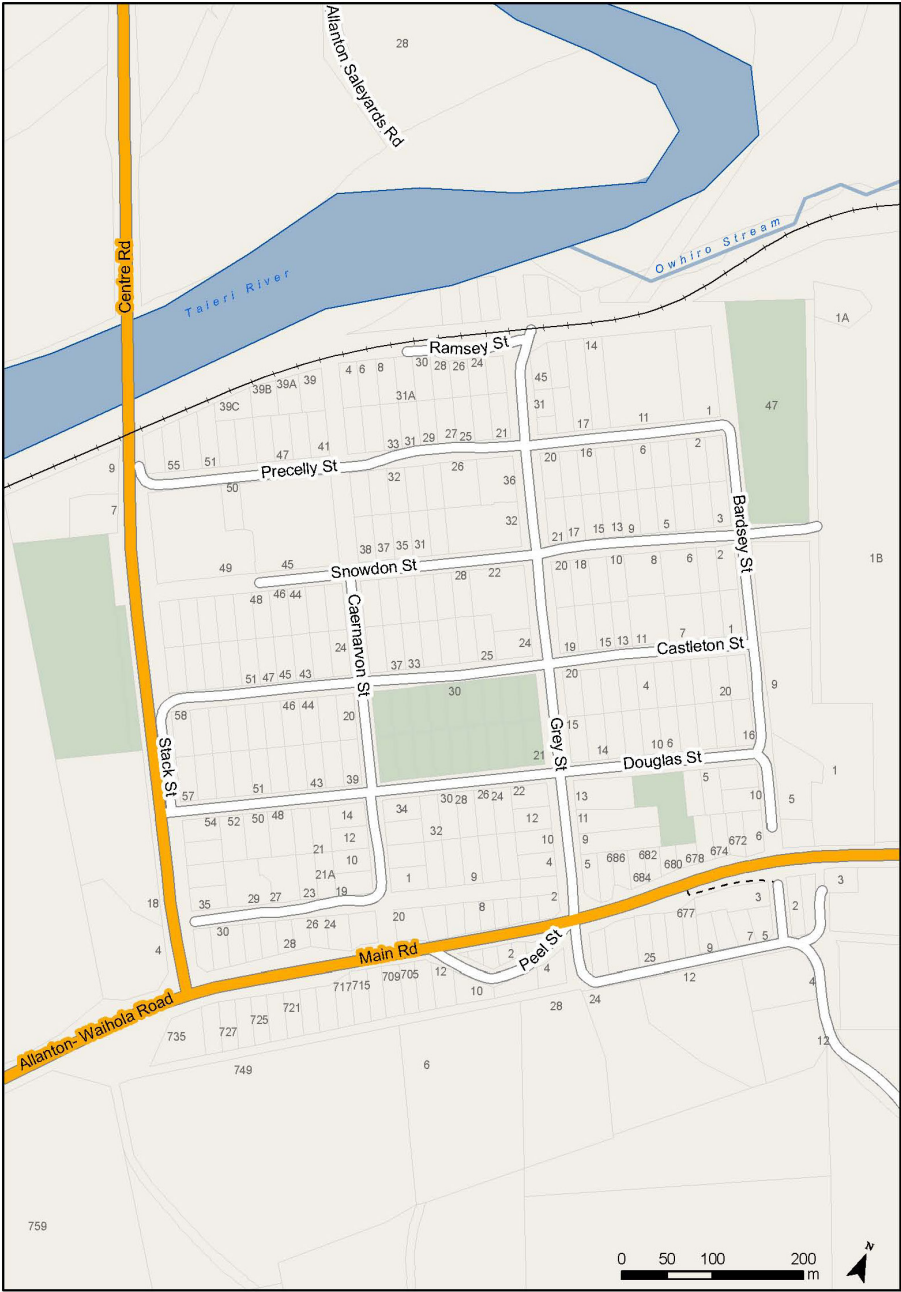 28
Allanton Saleyards Rd
Centre Rd
Taieri River
Owhiro Stream
1A
Ramsey St
14
30 28 26 24
4 6 8
39 39A 39B 39C
31A
45
31
47
55 51 47 41
33 31 29 27 25 21
17 11 1
Precelly St
9
7
50
32 26
20 16 6 2
36
32
Bardsey St
38 37 35 31
21 17 15 13 9 5 3
49 45
Snowdon St
48 46 44
28 22
20 18 10 8 6 2
1B
Caernarvon St
24
24
51 47 45 43
37 33 25
19 15 13 11 7 1
Castleton St
58
46 44
30
20
20
4
20
9
Stack St
Grey St
15
21
14
10 6
16
Douglas St
57 51 43 39
5
10
5
1
54 52 50 48
14
34
30 28 26 24 22
13
12
32
12
11
21
10
10
9
21A
4
5
686 682 678 674 672
684 680
6
35 29 27 23 19
1
9
2
30 28 26 24
20
8
677
3
2
3
18
4
Main Rd
Peel St
2
4
25 9 7 5
12
709 705
717 715
12
10
24
12
4
28
721
725
727
735
Allanton- Waihola Road
749
6
12
759
0 50 100 200
m
N